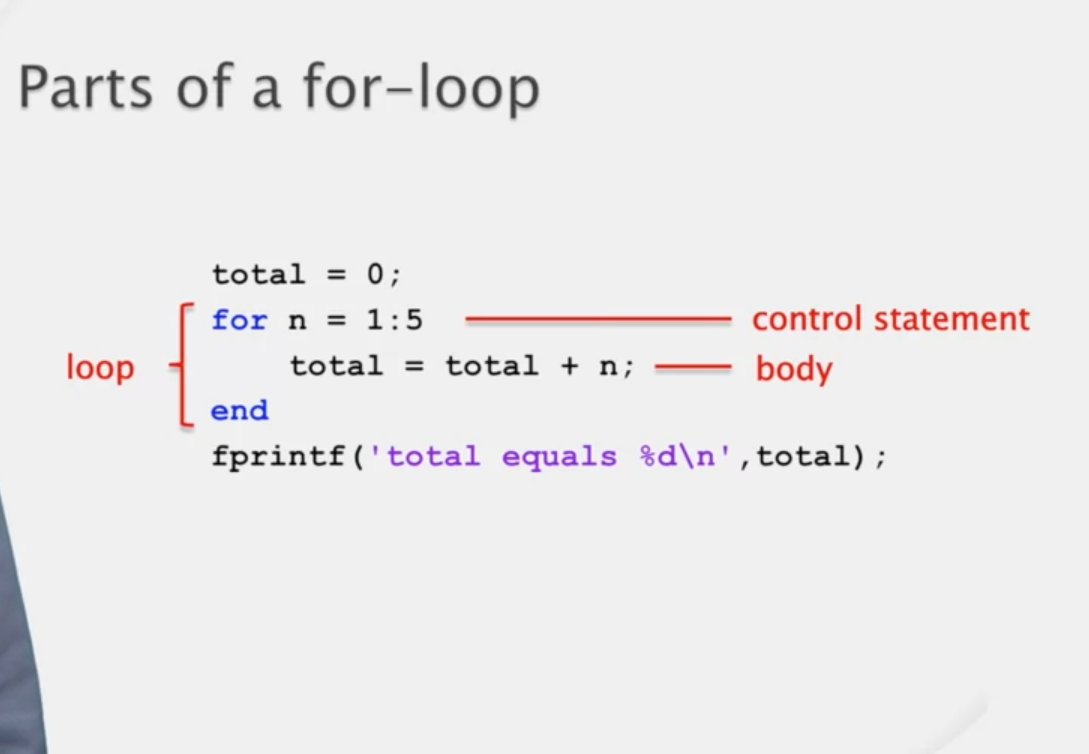 Parts of a for-loop
total = 0;
for n = 1:5 control statement
loop total = total + n; body
end
fprintf('total equals %d\n',total);